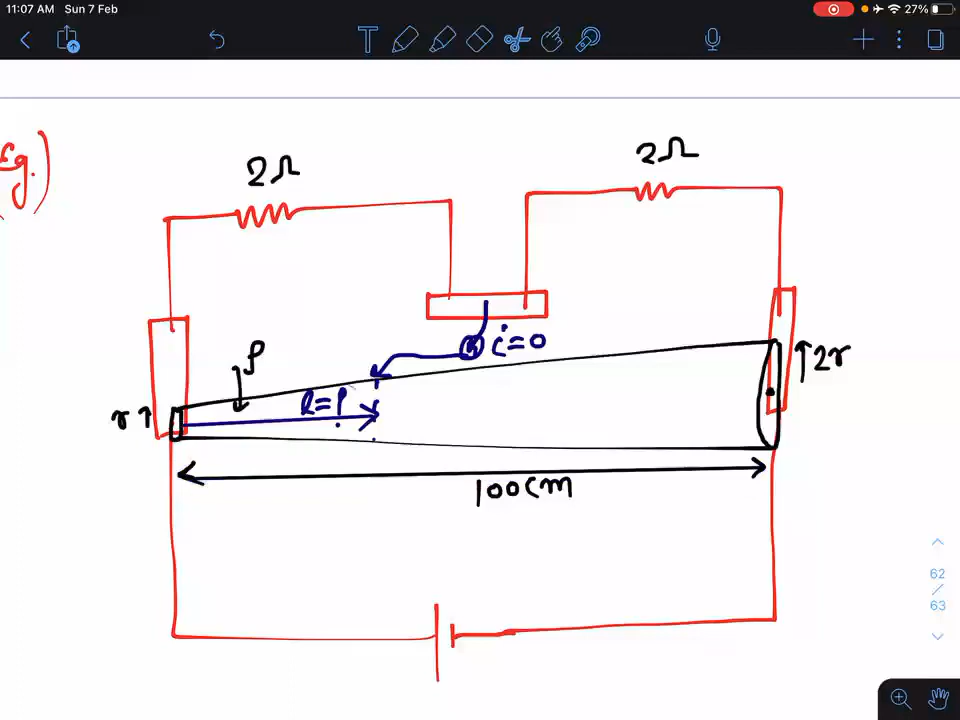 11:07 AM Sun 7 Feb
27%
T
Eg.)
2Ω
2Ω
i=0
ρ
2r
l=?
r
100cm
62
/
63